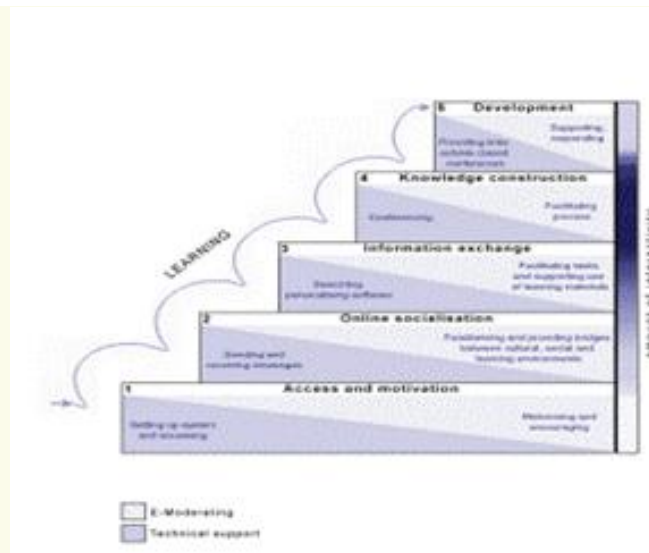 5 Development
Supporting,
responding
Providing links
outside closed
conferences
4 Knowledge construction
Conferencing
Facilitating
process
LEARNING
3 Information exchange
Searching,
personalising software
Facilitating tasks
and supporting use
of learning materials
2 Online socialisation
Sending and
receiving messages
Familiarising and providing bridges
between cultural, social and
learning environments
1 Access and motivation
Setting up system
and accessing
Welcoming and
encouraging
E-Moderating
Technical support